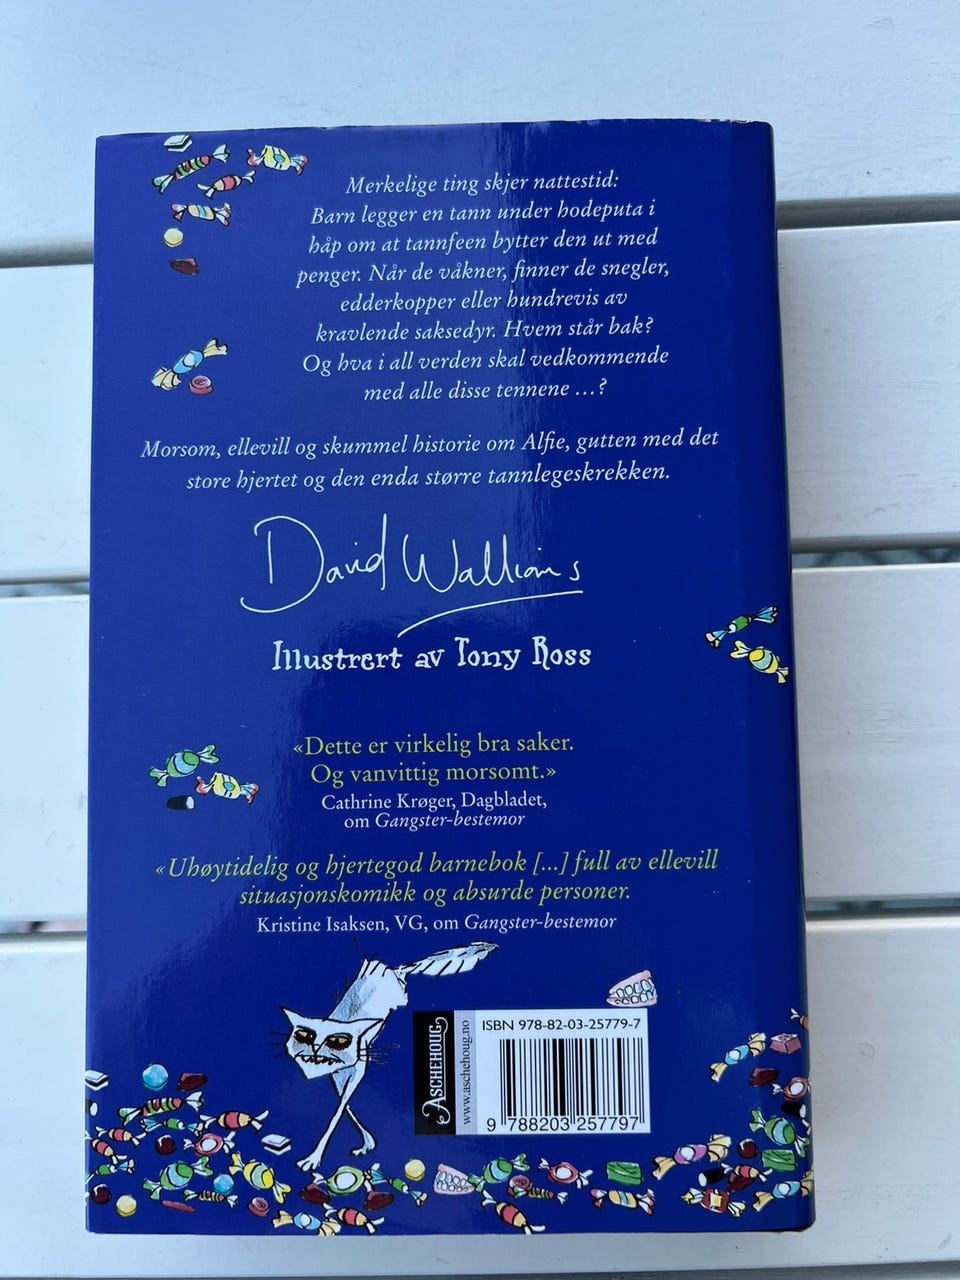 Merkelige ting skjer nattestid:
Barn legger en tann under hodeputa i
håp om at tannfeen bytter den ut med
penger. Når de våkner, finner de snegler,
edderkopper eller hundrevis av
kravlende saksedyr. Hvem står bak?
Og hva i all verden skal vedkommende
med alle disse tennene ...?
Morsom, ellevill og skummel historie om Alfie, gutten med det
store hjertet og den enda større tannlegeskrekken.
David Walliams
Illustrert av Tony Ross
«Dette er virkelig bra saker.
Og vanvittig morsomt.»
Cathrine Krøger, Dagbladet,
om Gangster-bestemor
«Uhøytidelig og hjertegod barnebok [...] full av ellevill
situasjonskomikk og absurde personer.
Kristine Isaksen, VG, om Gangster-bestemor
ASCHEHOUG
www.aschehoug.no
ISBN 978-82-03-25779-7
9 788203 257797